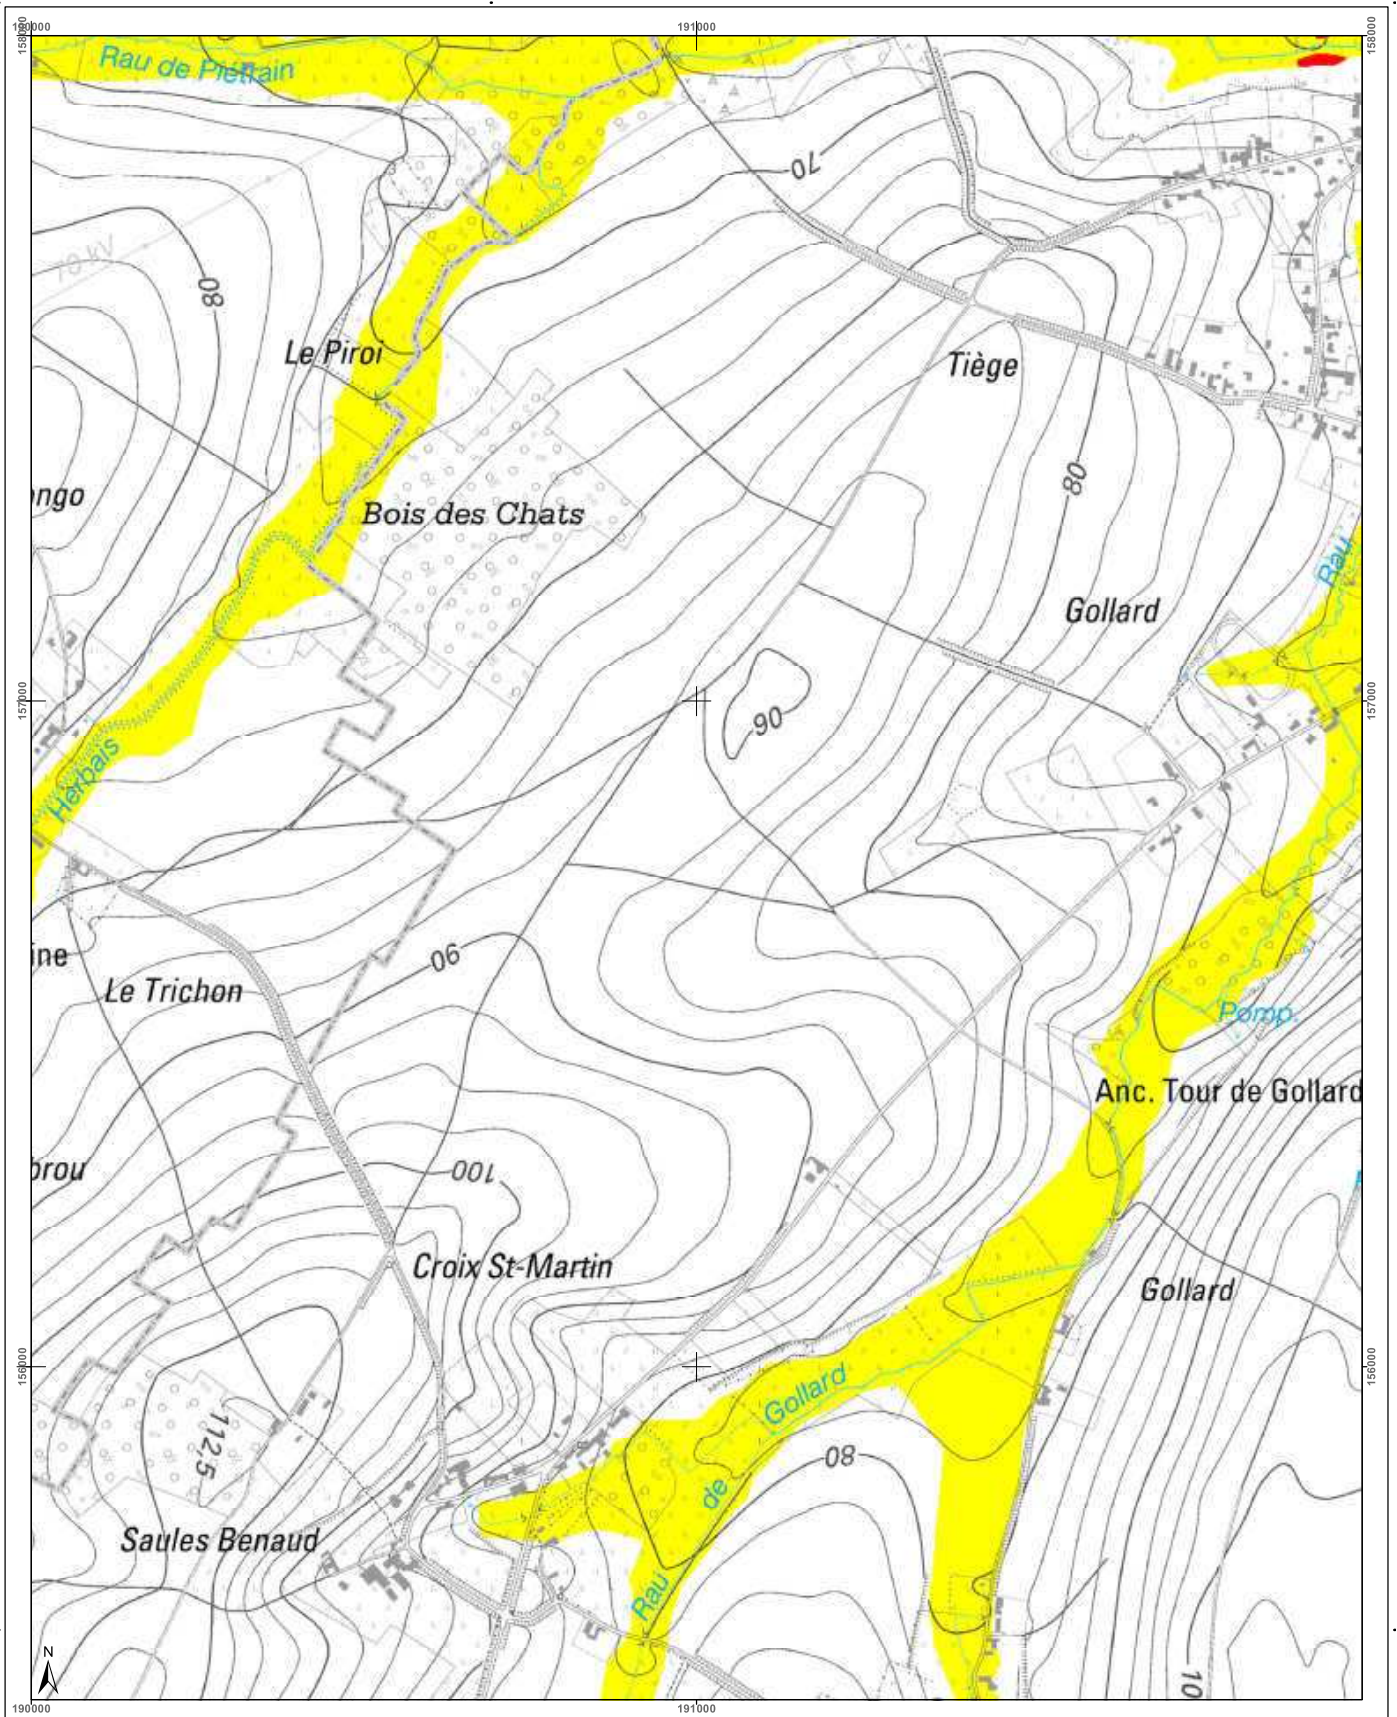 190000
191000
158000
158000
Rau de Piétrain
70
70 kV
80
Le Piroi
Tiège
80
ango
Bois des Chats
Rau
Gollard
157000
157000
90
Herbais
90
ine
Le Trichon
Pomp.
Anc. Tour de Gollard
brou
100
Croix St-Martin
Gollard
156000
156000
Gollard
112,5
80
de
Saules Benaud
Rau
N
10
190000
191000